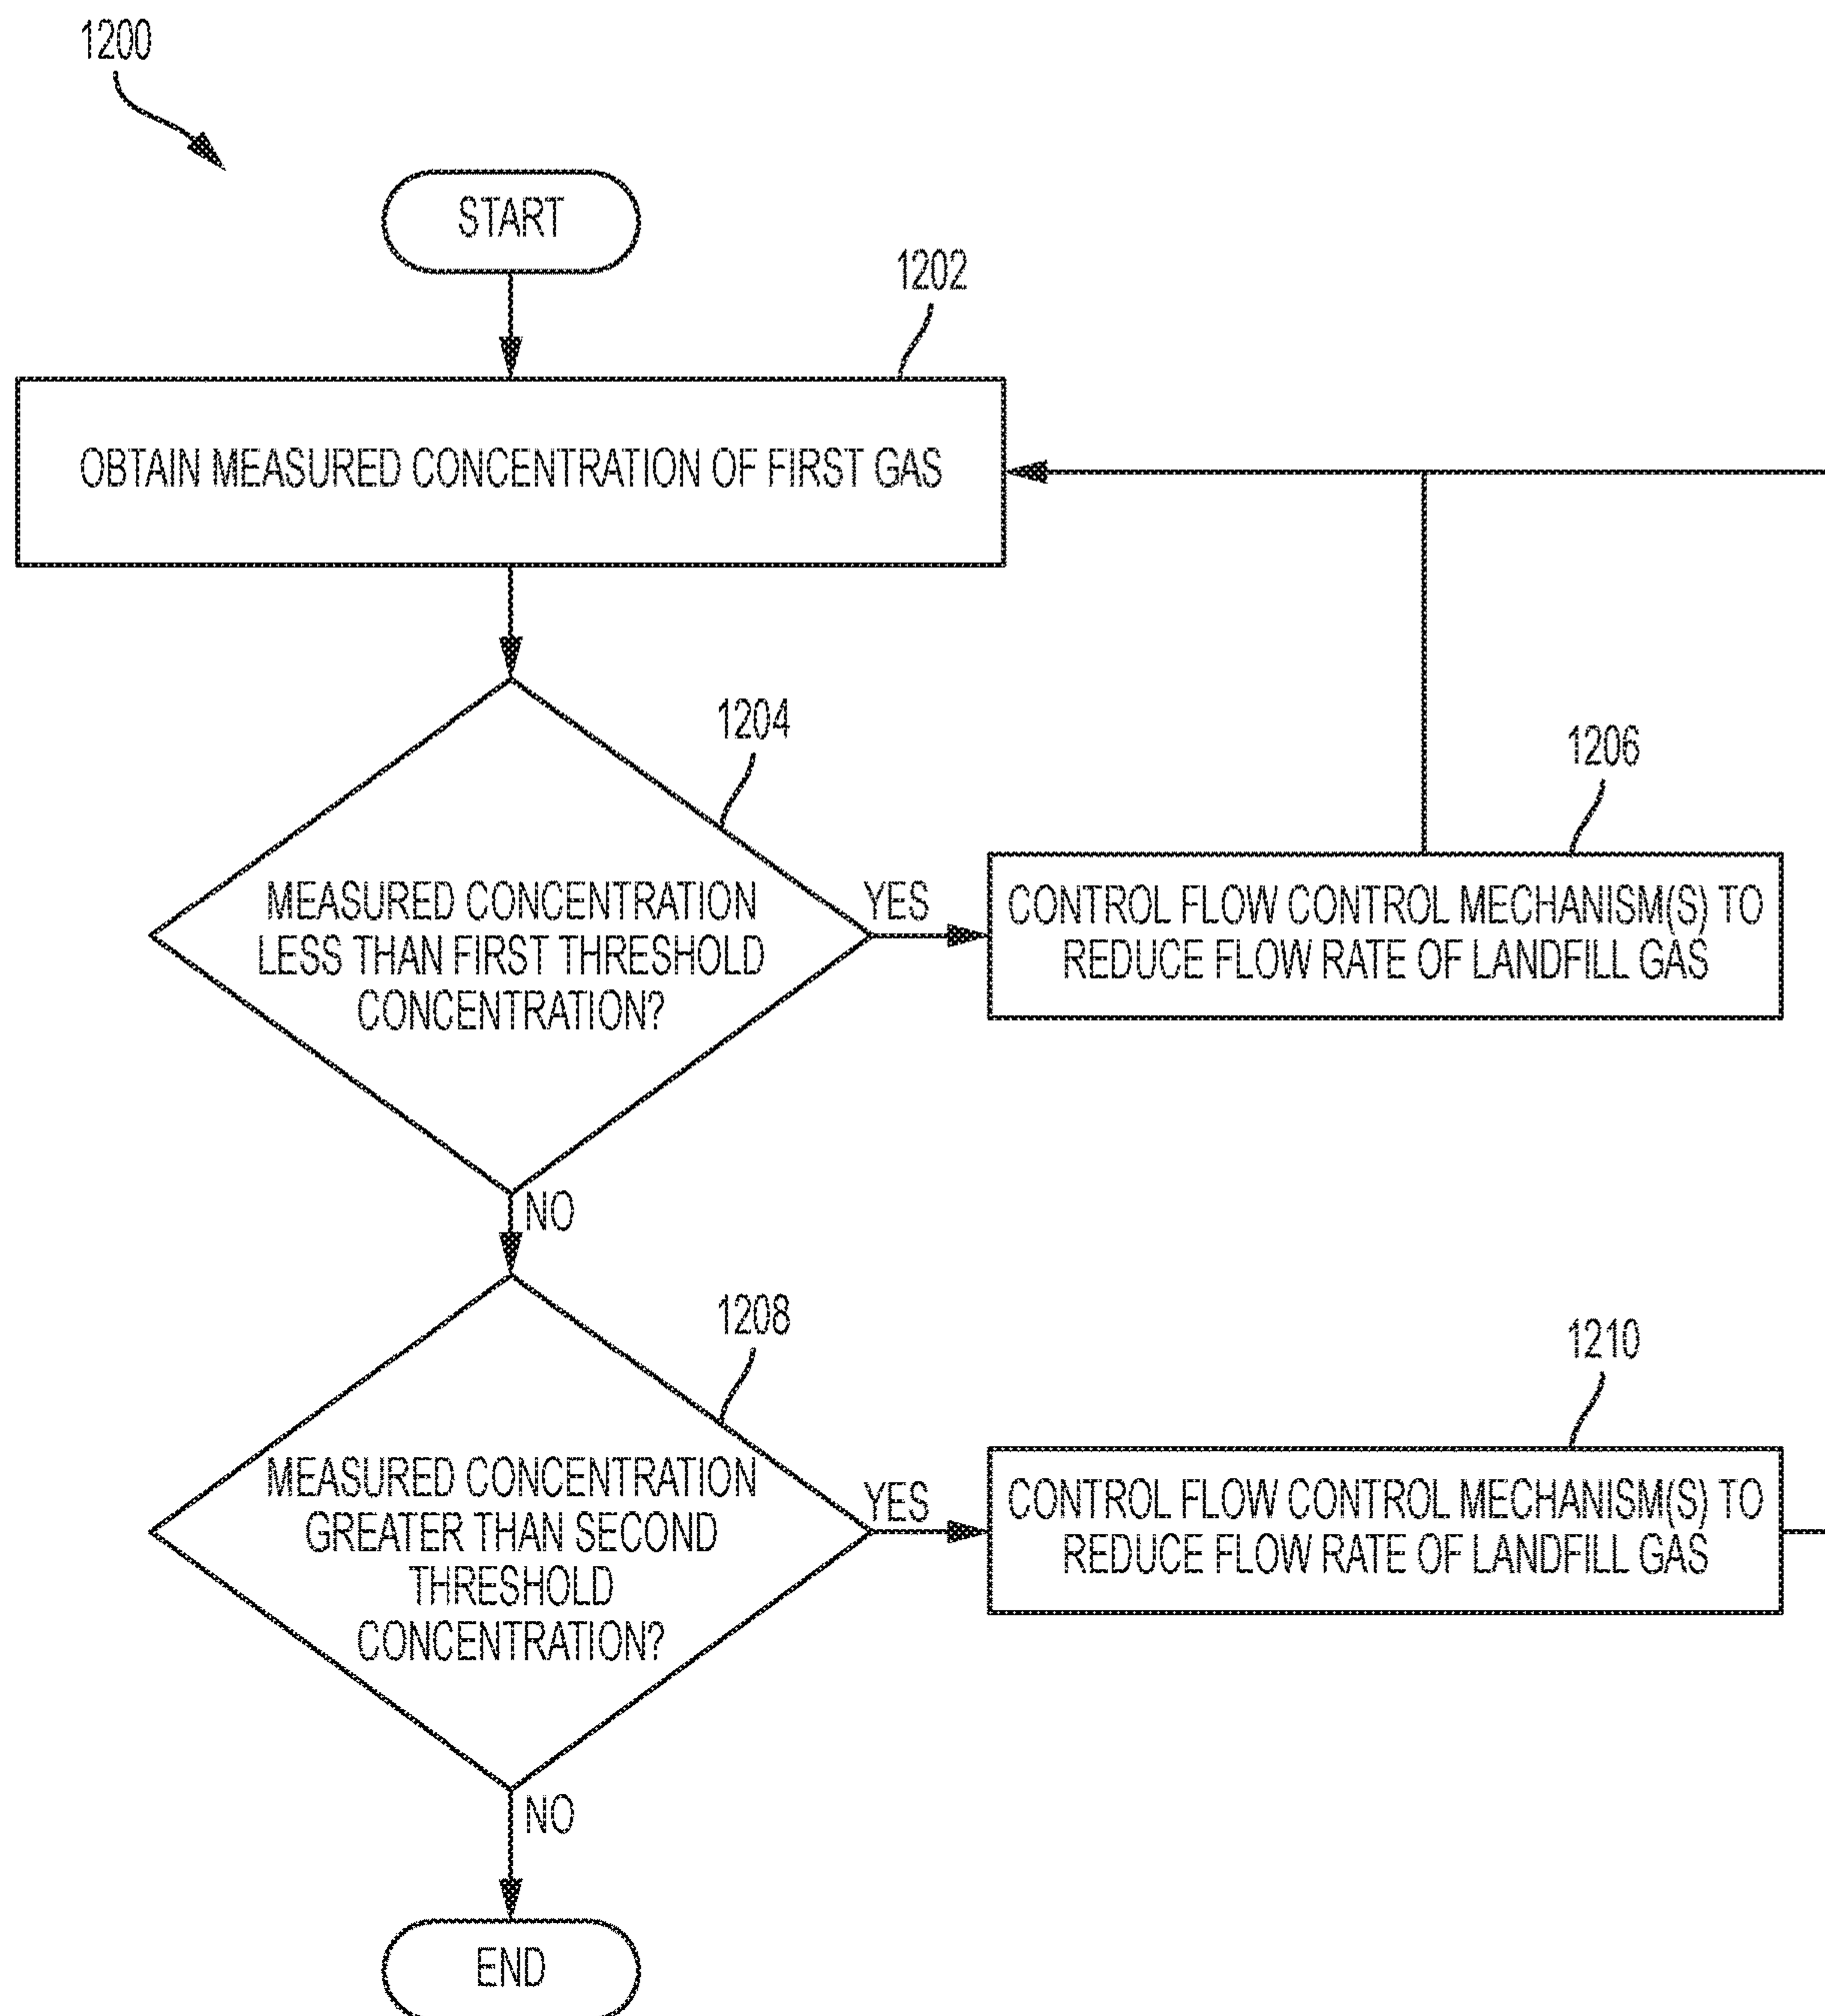 1200
START
1202
OBTAIN MEASURED CONCENTRATION OF FIRST GAS
1204
MEASURED CONCENTRATION
LESS THAN FIRST THRESHOLD
CONCENTRATION?
YES
1206
CONTROL FLOW CONTROL MECHANISM(S) TO
REDUCE FLOW RATE OF LANDFILL GAS
NO
1208
MEASURED CONCENTRATION
GREATER THAN SECOND
THRESHOLD
CONCENTRATION?
YES
1210
CONTROL FLOW CONTROL MECHANISM(S) TO
REDUCE FLOW RATE OF LANDFILL GAS
NO
END